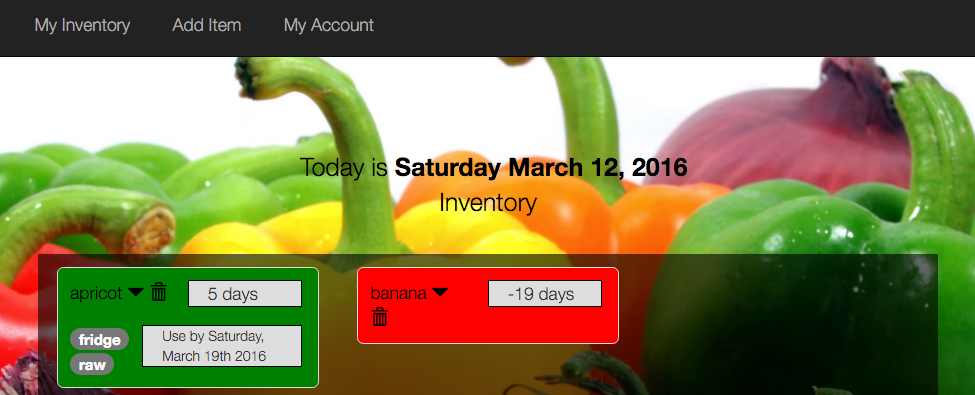 My Inventory Add Item My Account
Today is Saturday March 12, 2016
Inventory
apricot 5 days
fridge
raw
Use by Saturday,
March 19th 2016
banana -19 days